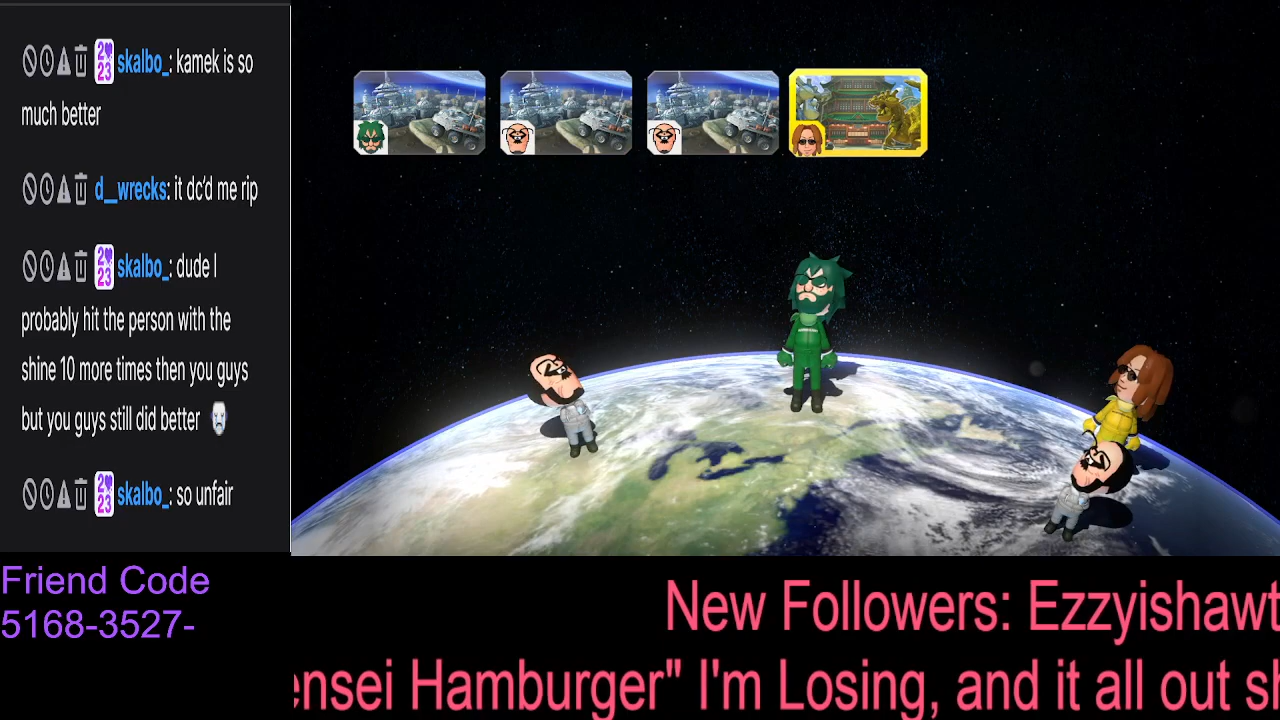 skalbo_: kamek is so
much better
d__wrecks: it dc'd me rip
skalbo_: dude I
probably hit the person with the
shine 10 more times then you guys
but you guys still did better
skalbo_: so unfair
Friend Code
5168-3527-
New Followers: Ezzyishawt
ensei Hamburger" I'm Losing, and it all out sh